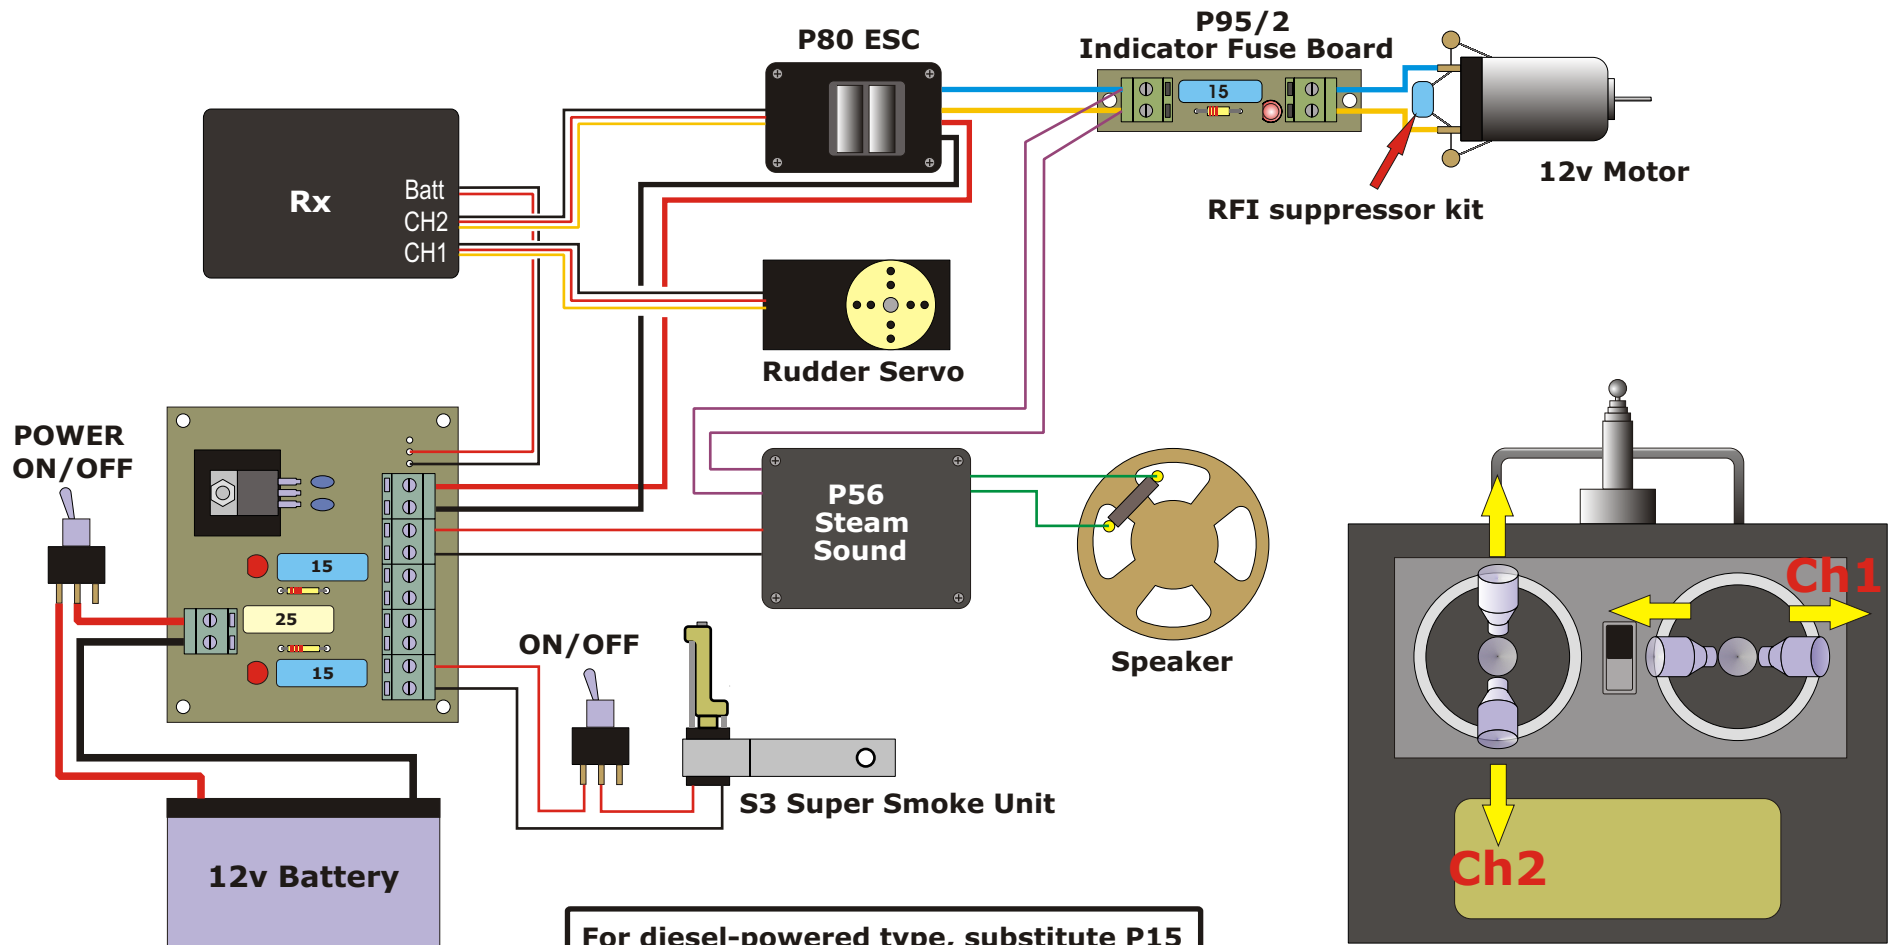 P80 ESC
P95/2
Indicator Fuse Board
15
12v Motor
RFI suppressor kit
Rx
Batt
CH2
CH1
Rudder Servo
POWER
ON/OFF
15
25
15
P56
Steam
Sound
Speaker
ON/OFF
S3 Super Smoke Unit
12v Battery
Ch1
Ch2
For diesel-powered type, substitute P15